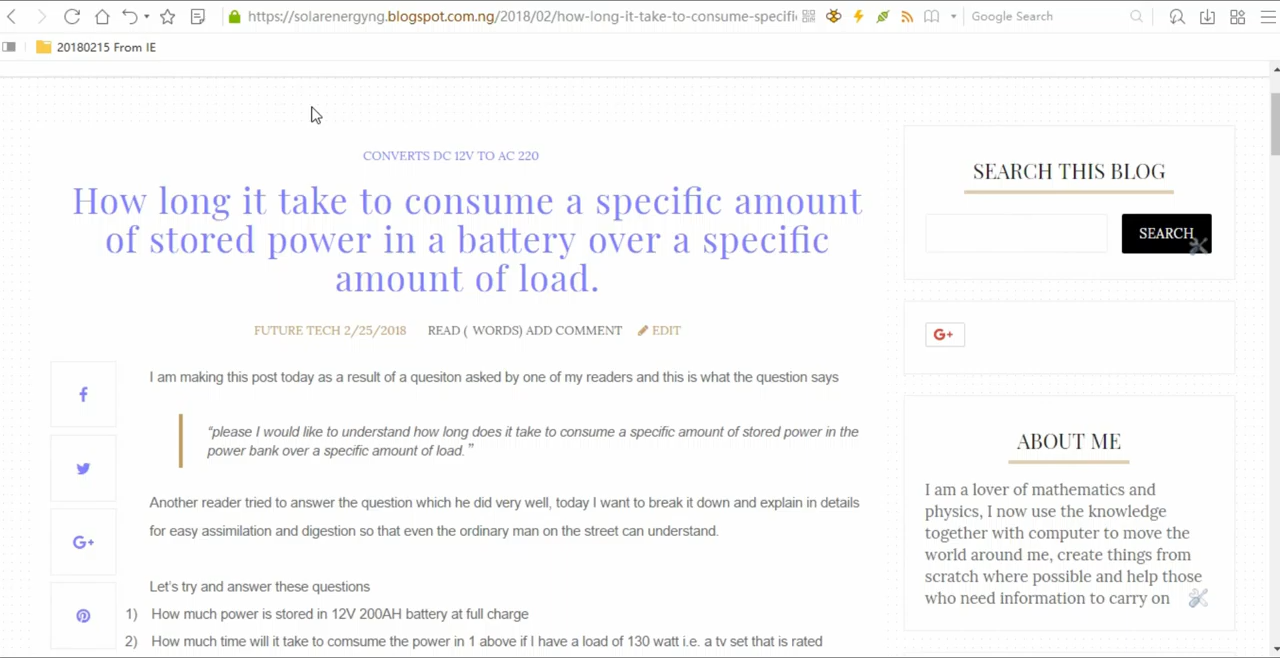 https://solarenergyng.blogspot.com.ng/2018/02/how-long-it-take-to-consume-specifi
Google Search
20180215 From IE
CONVERTS DC 12V TO AC 220
How long it take to consume a specific amount
of stored power in a battery over a specific
amount of load.
FUTURE TECH 2/25/2018 READ ( WORDS) ADD COMMENT EDIT
I am making this post today as a result of a quesiton asked by one of my readers and this is what the question says
“please I would like to understand how long does it take to consume a specific amount of stored power in the
power bank over a specific amount of load.”
Another reader tried to answer the question which he did very well, today I want to break it down and explain in details
for easy assimilation and digestion so that even the ordinary man on the street can understand.
Let's try and answer these questions
1) How much power is stored in 12V 200AH battery at full charge
2) How much time will it take to comsume the power in 1 above if I have a load of 130 watt i.e. a tv set that is rated
SEARCH THIS BLOG
SEARCH
G+
ABOUT ME
I am a lover of mathematics and
physics, I now use the knowledge
together with computer to move the
world around me, create things from
scratch where possible and help those
who need information to carry on